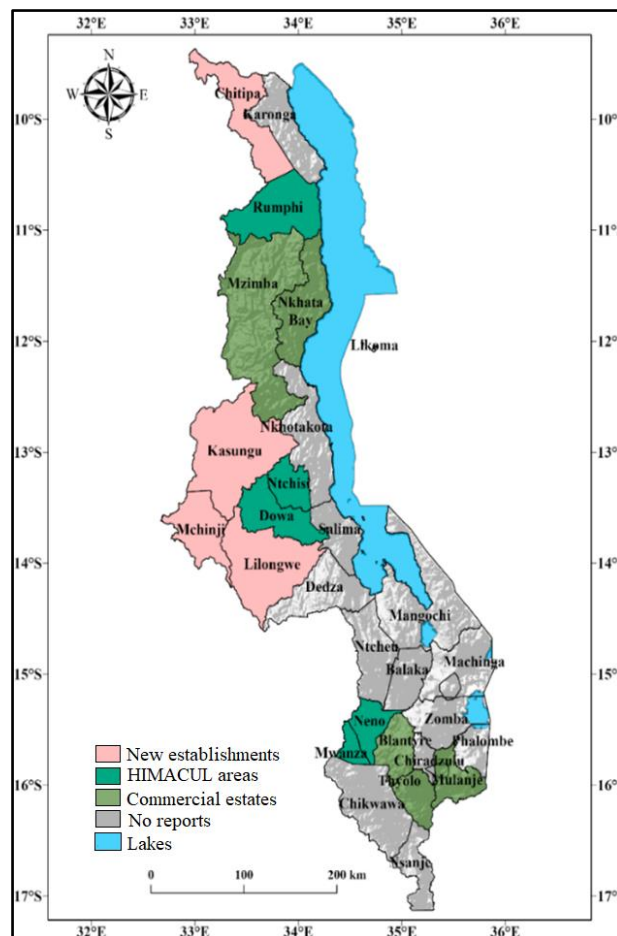 32°E 33°E 34°E 35°E 36°E
N
W E
S
Chitipa
Karonga
10°S 10°S
Rumphi
11°S 11°S
Mzimba
Nkhata
Bay
12°S 12°S
Likoma
Nkhotakota
13°S 13°S
Kasungu
Ntchisi
Dowa
Mchinji
Salima
14°S 14°S
Lilongwe
Dedza
Mangochi
Ntcheu
15°S 15°S
Balaka
Machinga
Neno
Zomba
Blantyre
Phalombe
Mwanza
Chiradzulu
New establishments
HIMACUL areas
Commercial estates
No reports
Lakes
16°S 16°S
Thyolo
Mulanje
Chikwawa
Nsanje
0 100 200 km
17°S 17°S
32°E 33°E 34°E 35°E 36°E